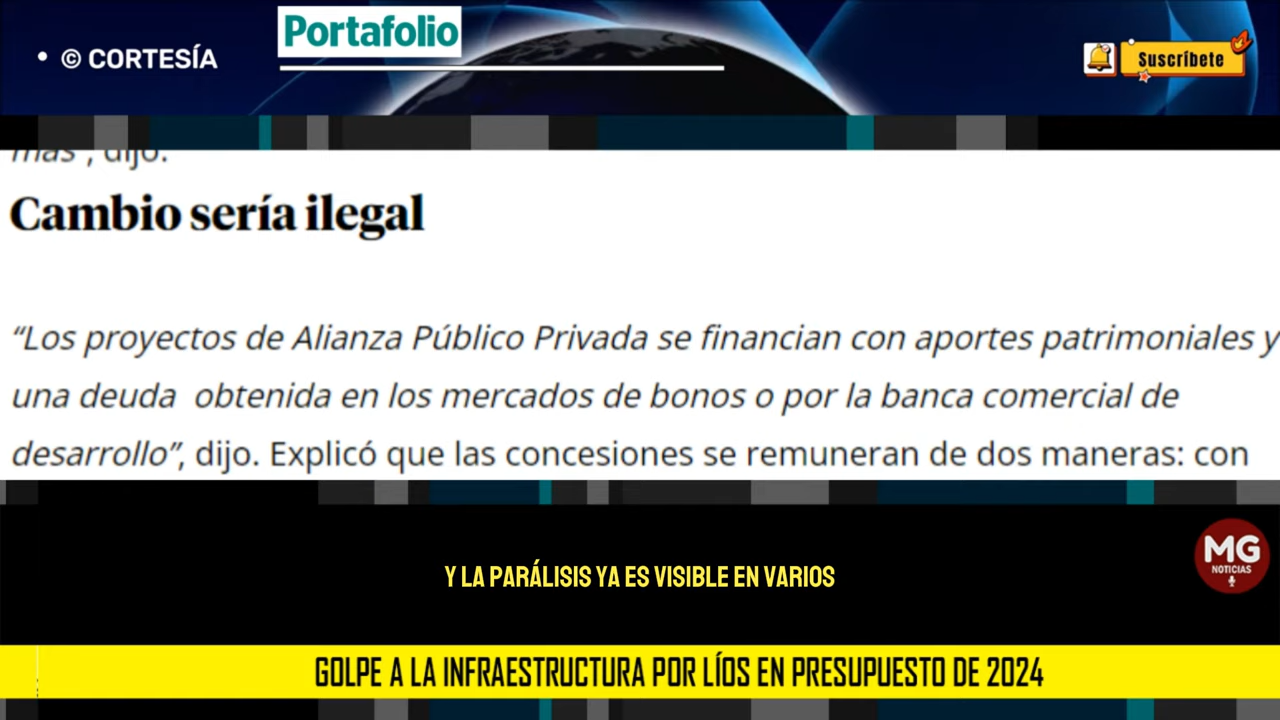 • © CORTESÍA
Portafolio
Suscríbete
más", dijo.
Cambio sería ilegal
“Los proyectos de Alianza Público Privada se financian con aportes patrimoniales y
una deuda obtenida en los mercados de bonos o por la banca comercial de
desarrollo”, dijo. Explicó que las concesiones se remuneran de dos maneras: con
MG
NOTICIAS
Y LA PARÁLISIS YA ES VISIBLE EN VARIOS
GOLPE A LA INFRAESTRUCTURA POR LÍOS EN PRESUPUESTO DE 2024